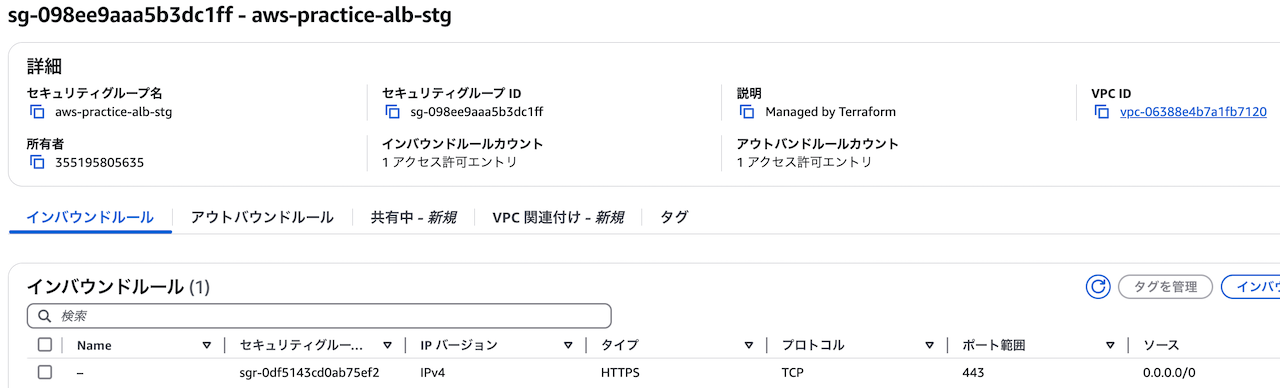 sg-098ee9aaa5b3dc1ff - aws-practice-alb-stg
詳細
セキュリティグループ名 セキュリティグループ ID 説明 VPC ID
aws-practice-alb-stg sg-098ee9aaa5b3dc1ff Managed by Terraform vpc-06388e4b7a1fb7120
所有者 インバウンドルールカウント アウトバンドルールカウント
355195805635 1 アクセス許可エントリ 1 アクセス許可エントリ
インバウンドルール アウトバウンドルール 共有中 - 新規 VPC 関連付け - 新規 タグ
インバウンドルール (1) タグを管理 インバウ
検索
Name セキュリティグルー... IP バージョン タイプ プロトコル ポート範囲 ソース
– sgr-0df5143cd0ab75ef2 IPv4 HTTPS TCP 443 0.0.0.0/0